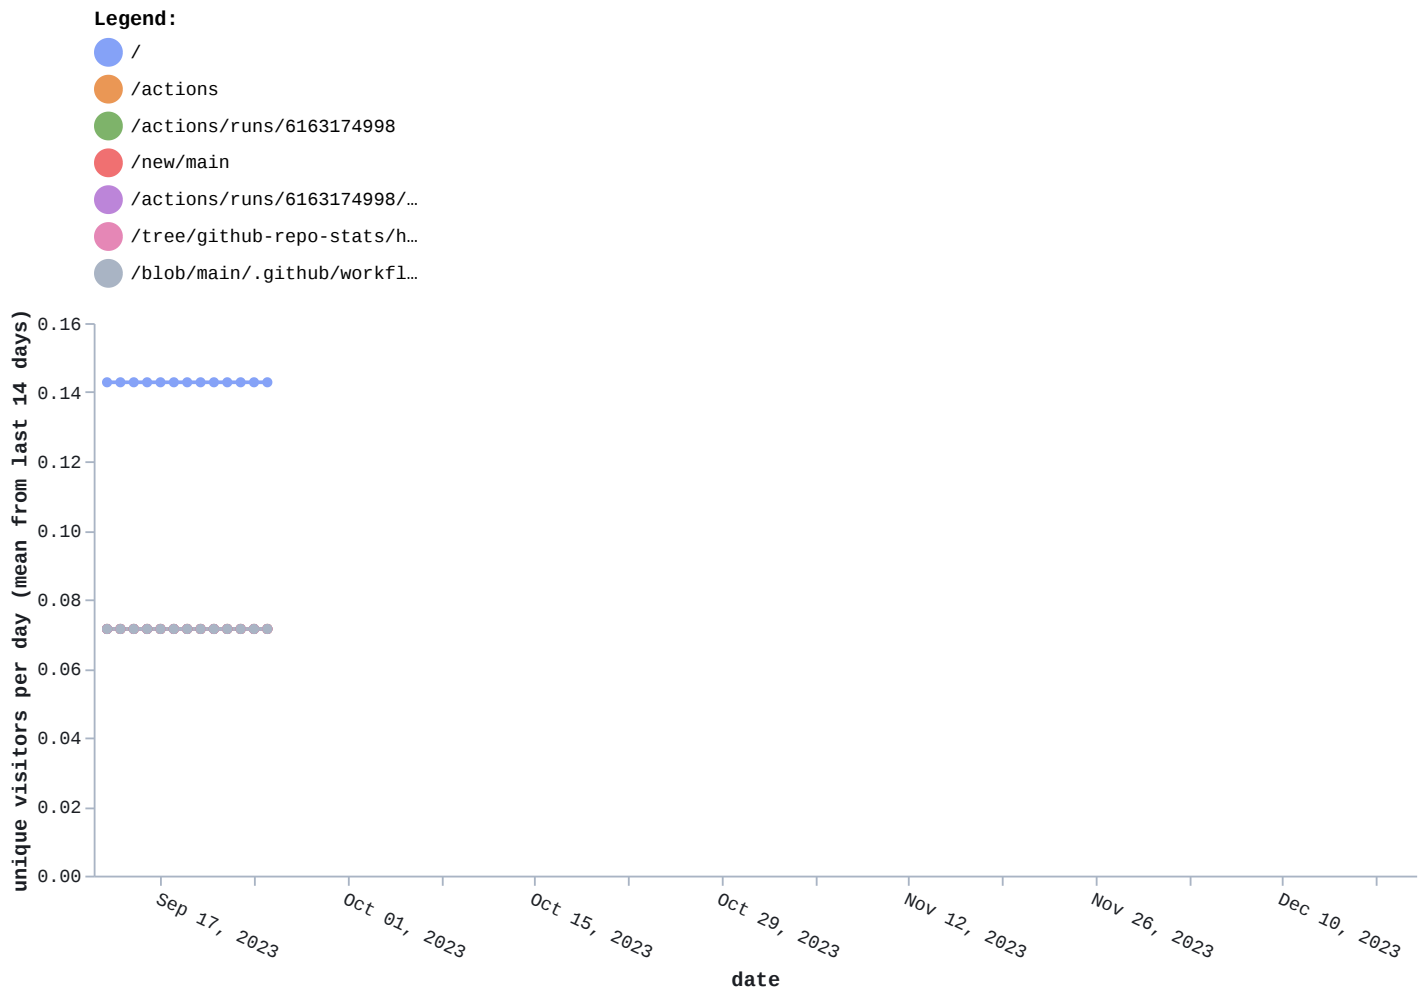 Legend:
/
/actions
/actions/runs/6163174998
/new/main
/actions/runs/6163174998/…
/tree/github-repo-stats/h…
/blob/main/.github/workfl…
unique visitors per day (mean from last 14 days)
0.16
0.14
0.12
0.10
0.08
0.06
0.04
0.02
0.00
Sep 17, 2023
Oct 01, 2023
Oct 15, 2023
Oct 29, 2023
Nov 12, 2023
Nov 26, 2023
Dec 10, 2023
date